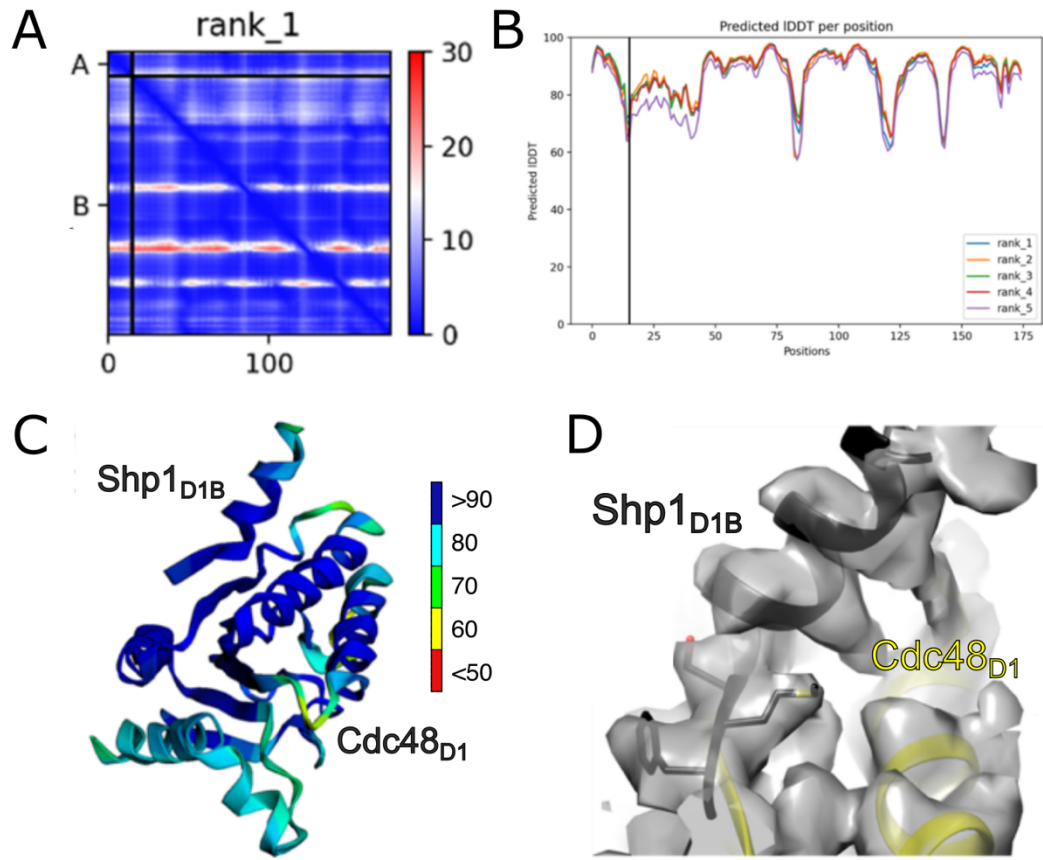 A
rank_1
A
B
0
100
30
20
10
0
B
Predicted lDDT per position
Predicted lDDT
100
80
60
40
20
0
0
25
50
75
100
125
150
175
Positions
rank_1
rank_2
rank_3
rank_4
rank_5
C
Shp1D1B
>90
80
70
60
<50
Cdc48D1
D
Shp1D1B
Cdc48D1